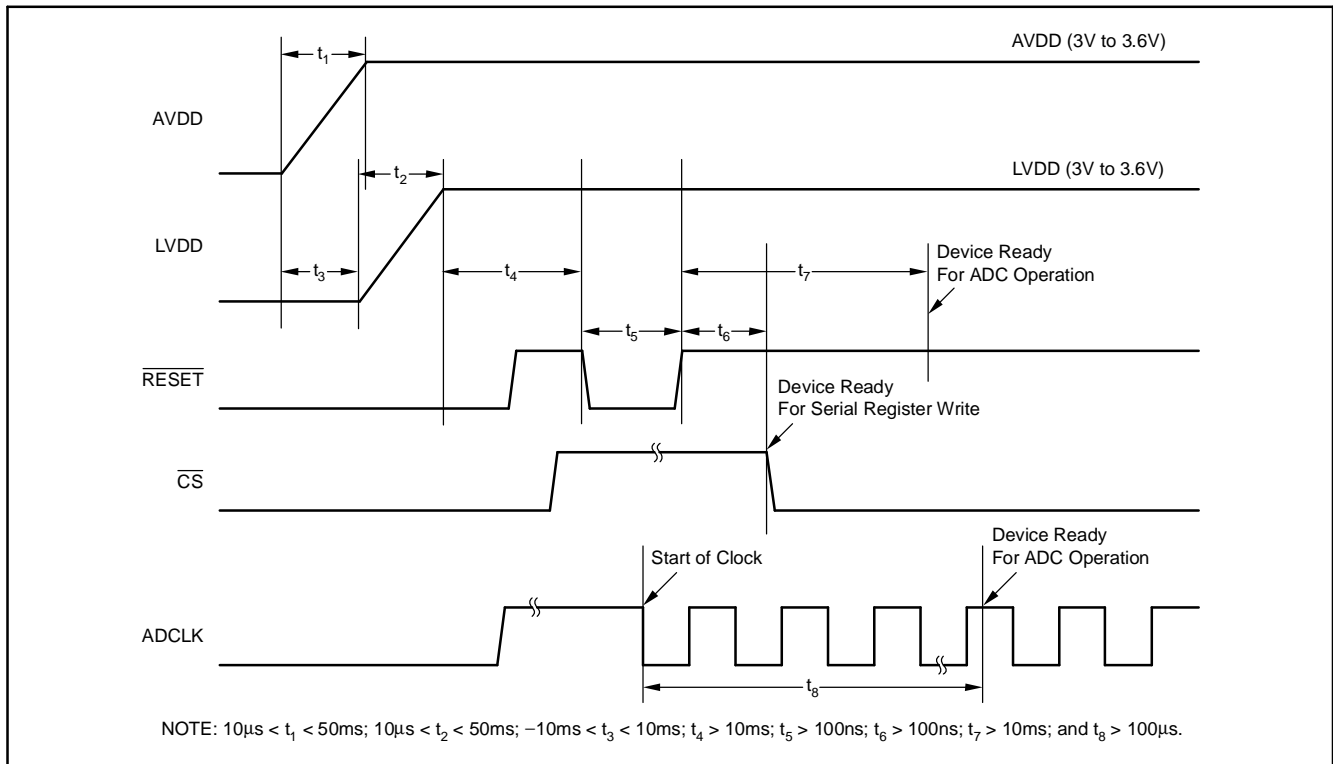 AVDD (3V to 3.6V)
t1
AVDD
LVDD (3V to 3.6V)
t2
LVDD
t3
t4
t7
Device Ready
For ADC Operation
t5
t6
RESET
Device Ready
For Serial Register Write
CS
Device Ready
For ADC Operation
Start of Clock
ADCLK
t8
NOTE: 10μs < t1 < 50ms; 10μs < t2 < 50ms; −10ms < t3 < 10ms; t4 > 10ms; t5 > 100ns; t6 > 100ns; t7 > 10ms; and t8 > 100μs.